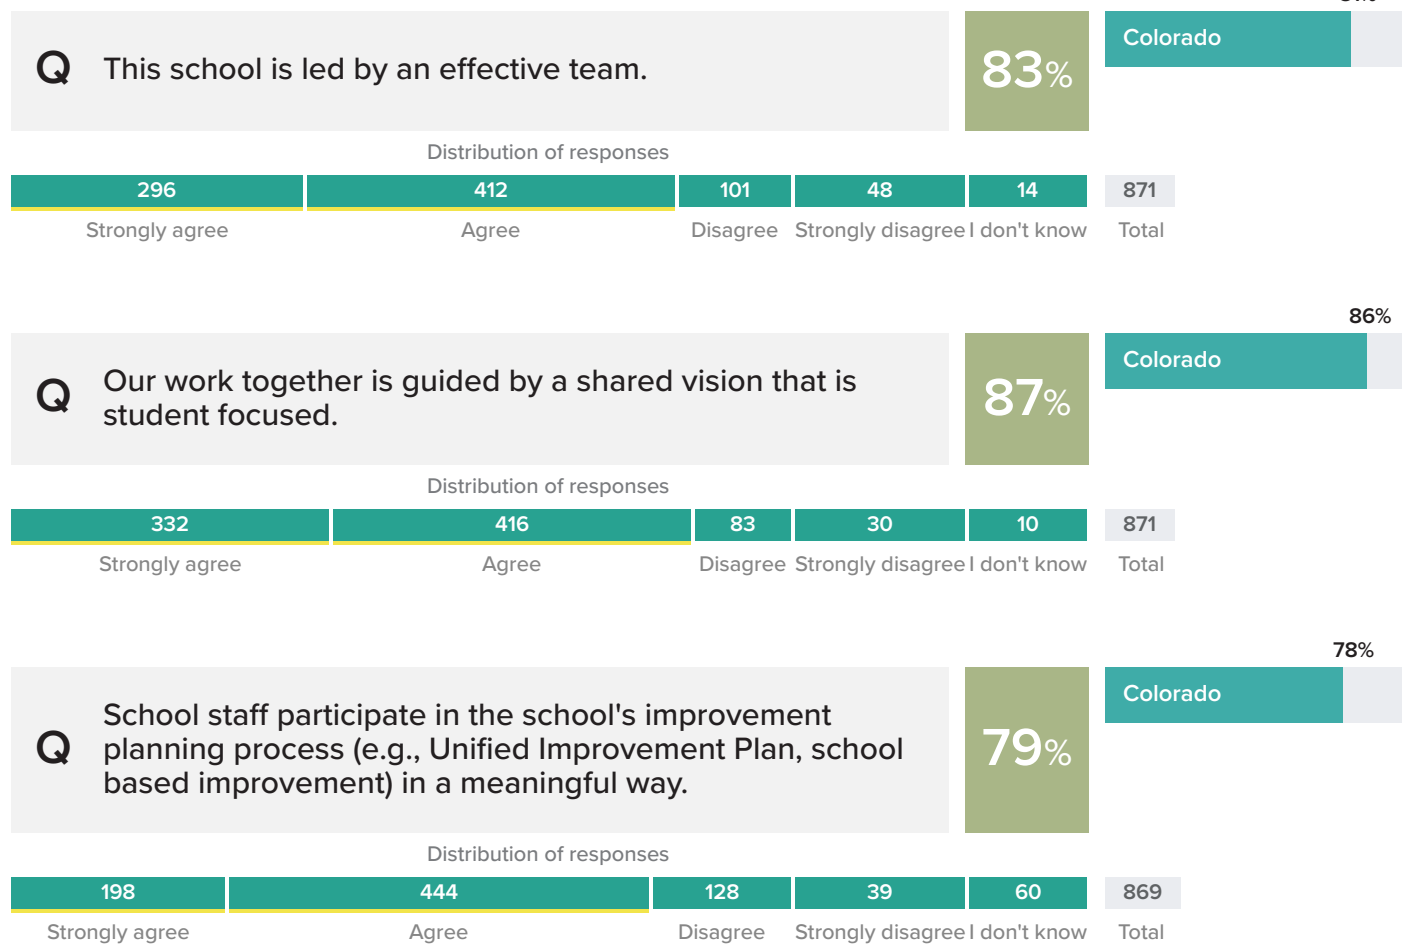 Q This school is led by an effective team.
83%
Colorado
Distribution of responses
296 412 101 48 14 871
Strongly agree Agree Disagree Strongly disagree I don't know Total
86%
Q Our work together is guided by a shared vision that is
student focused.
87%
Colorado
Distribution of responses
332 416 83 30 10 871
Strongly agree Agree Disagree Strongly disagree I don't know Total
78%
Q School staff participate in the school's improvement
planning process (e.g., Unified Improvement Plan, school
based improvement) in a meaningful way.
79%
Colorado
Distribution of responses
198 444 128 39 60 869
Strongly agree Agree Disagree Strongly disagree I don't know Total